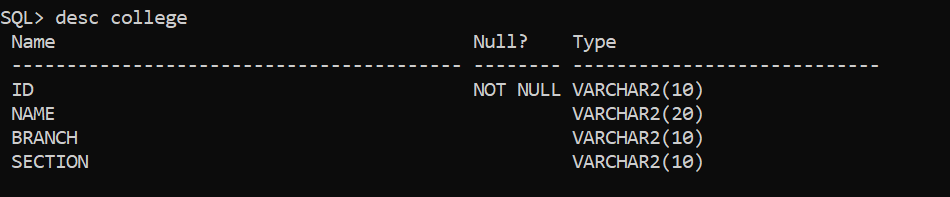 SQL> desc college
Name Null? Type
----------------------------------------- -------- ----------------------------
ID NOT NULL VARCHAR2(10)
NAME VARCHAR2(20)
BRANCH VARCHAR2(10)
SECTION VARCHAR2(10)